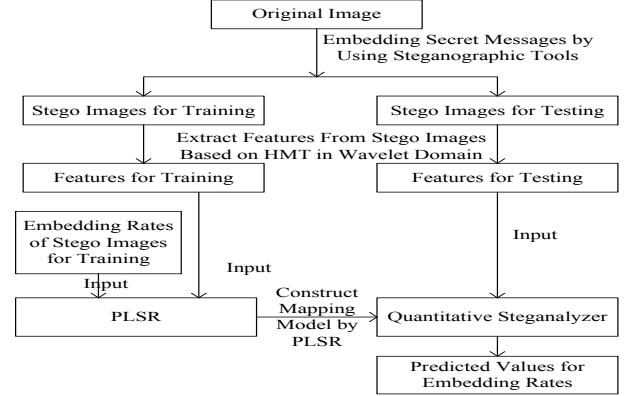 Original Image
Embedding Secret Messages by
Using Steganographic Tools
Stego Images for Training
Stego Images for Testing
Extract Features From Stego Images
Based on HMT in Wavelet Domain
Features for Training
Features for Testing
Embedding Rates
of Stego Images
for Training
Input
Input
Input
PLSR
Construct
Mapping
Model by
PLSR
Quantitative Steganalyzer
Predicted Values for
Embedding Rates